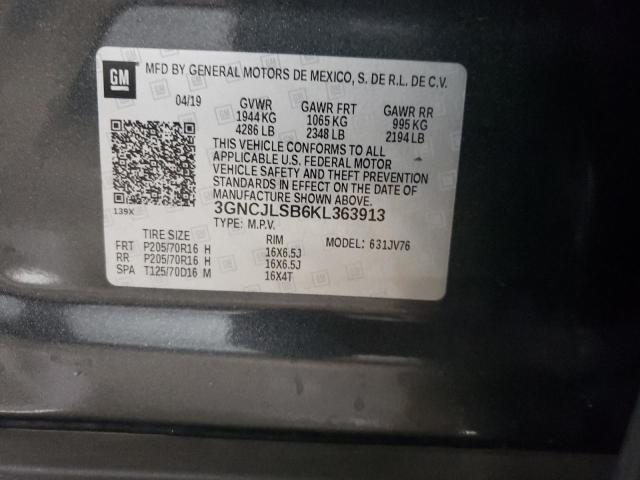 GM
MFD BY GENERAL MOTORS DE MEXICO, S. DE R.L. DE C.V.
04/19 GVWR GAWR FRT GAWR RR
1944 KG 1065 KG 995 KG
4286 LB 2348 LB 2194 LB
THIS VEHICLE CONFORMS TO ALL
APPLICABLE U.S. FEDERAL MOTOR
VEHICLE SAFETY AND THEFT PREVENTION
STANDARDS IN EFFECT ON THE DATE OF
MANUFACTURE SHOWN ABOVE.
139X 3GNCJLSB6KL363913
TYPE: M.P.V.
TIRE SIZE RIM MODEL: 631JV76
FRT P205/70R16 H 16X6.5J
RR P205/70R16 H 16X6.5J
SPA T125/70D16 M 16X4T